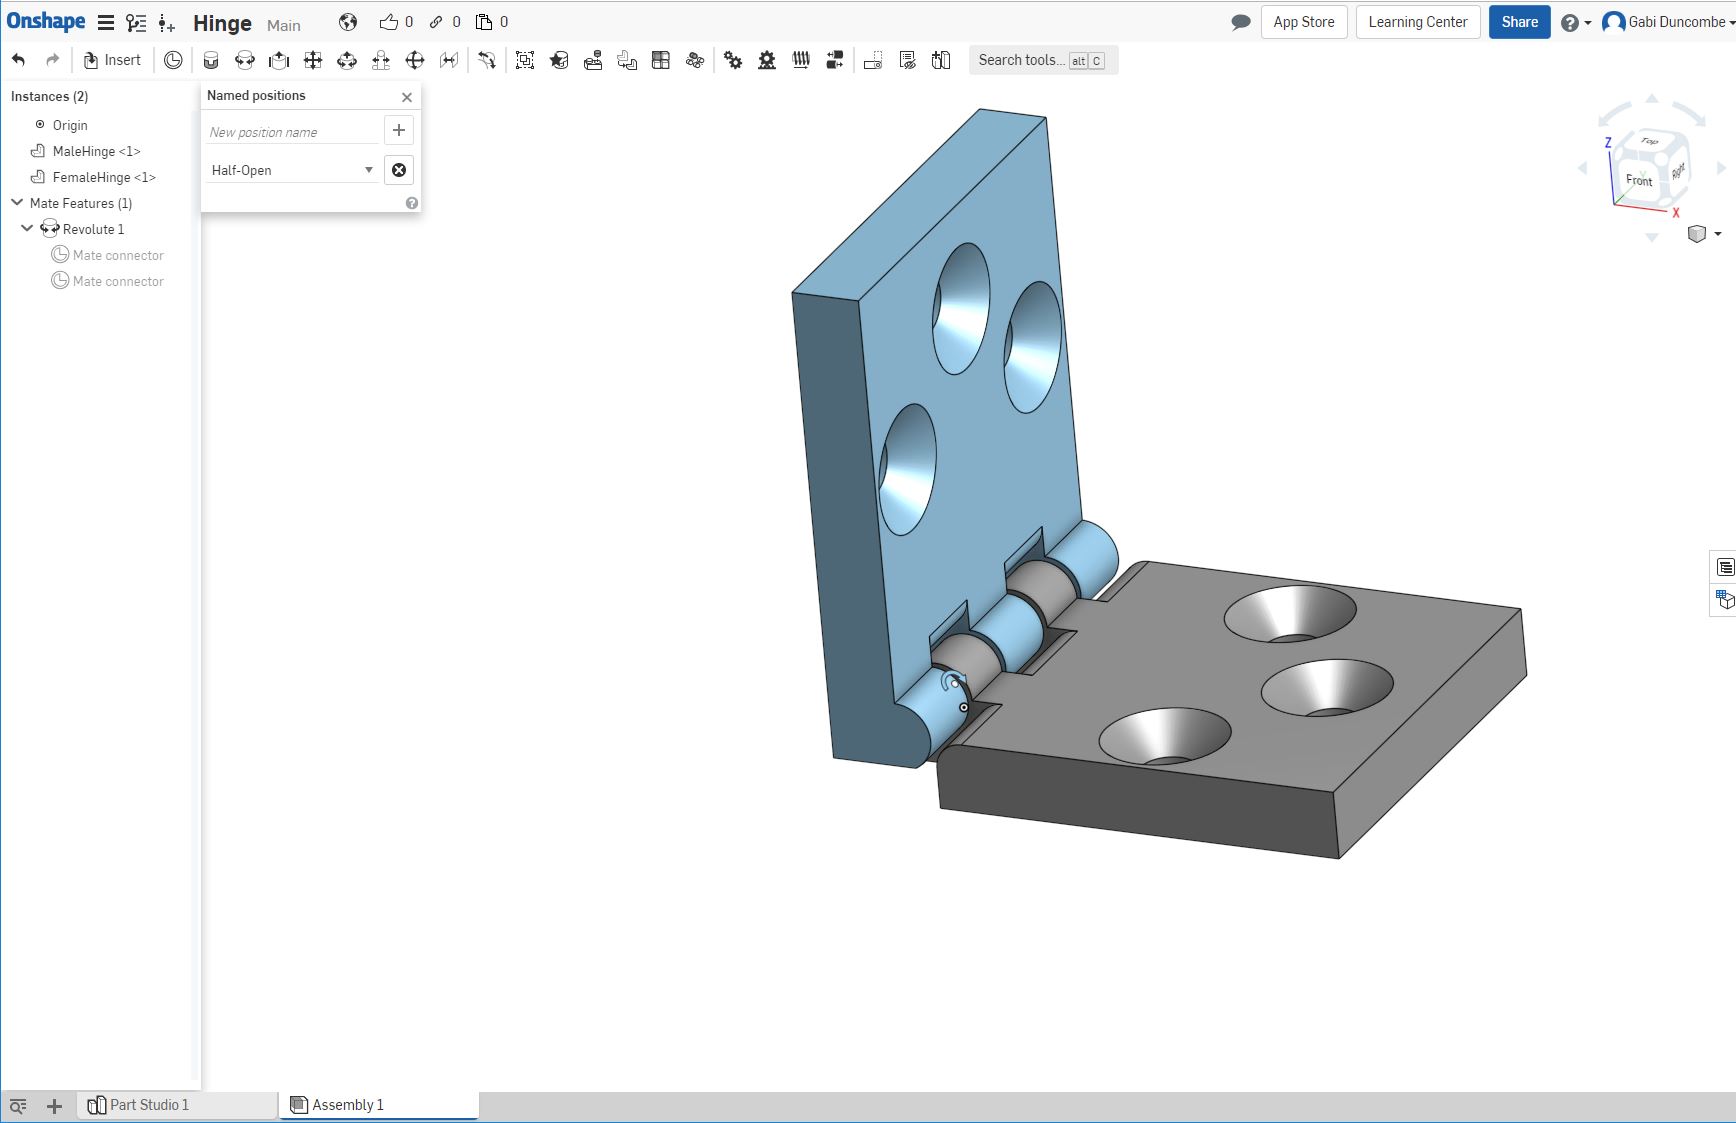 Onshape Hinge Main 0 0 0 App Store Learning Center Share ? Gabi Duncombe
Insert Search tools... alt C
Instances (2)
Origin
MaleHinge <1>
FemaleHinge <1>
Mate Features (1)
Revolute 1
Mate connector
Mate connector
Named positions
New position name
Half-Open
?
Z Top
Front Right
Y
X
Part Studio 1 Assembly 1